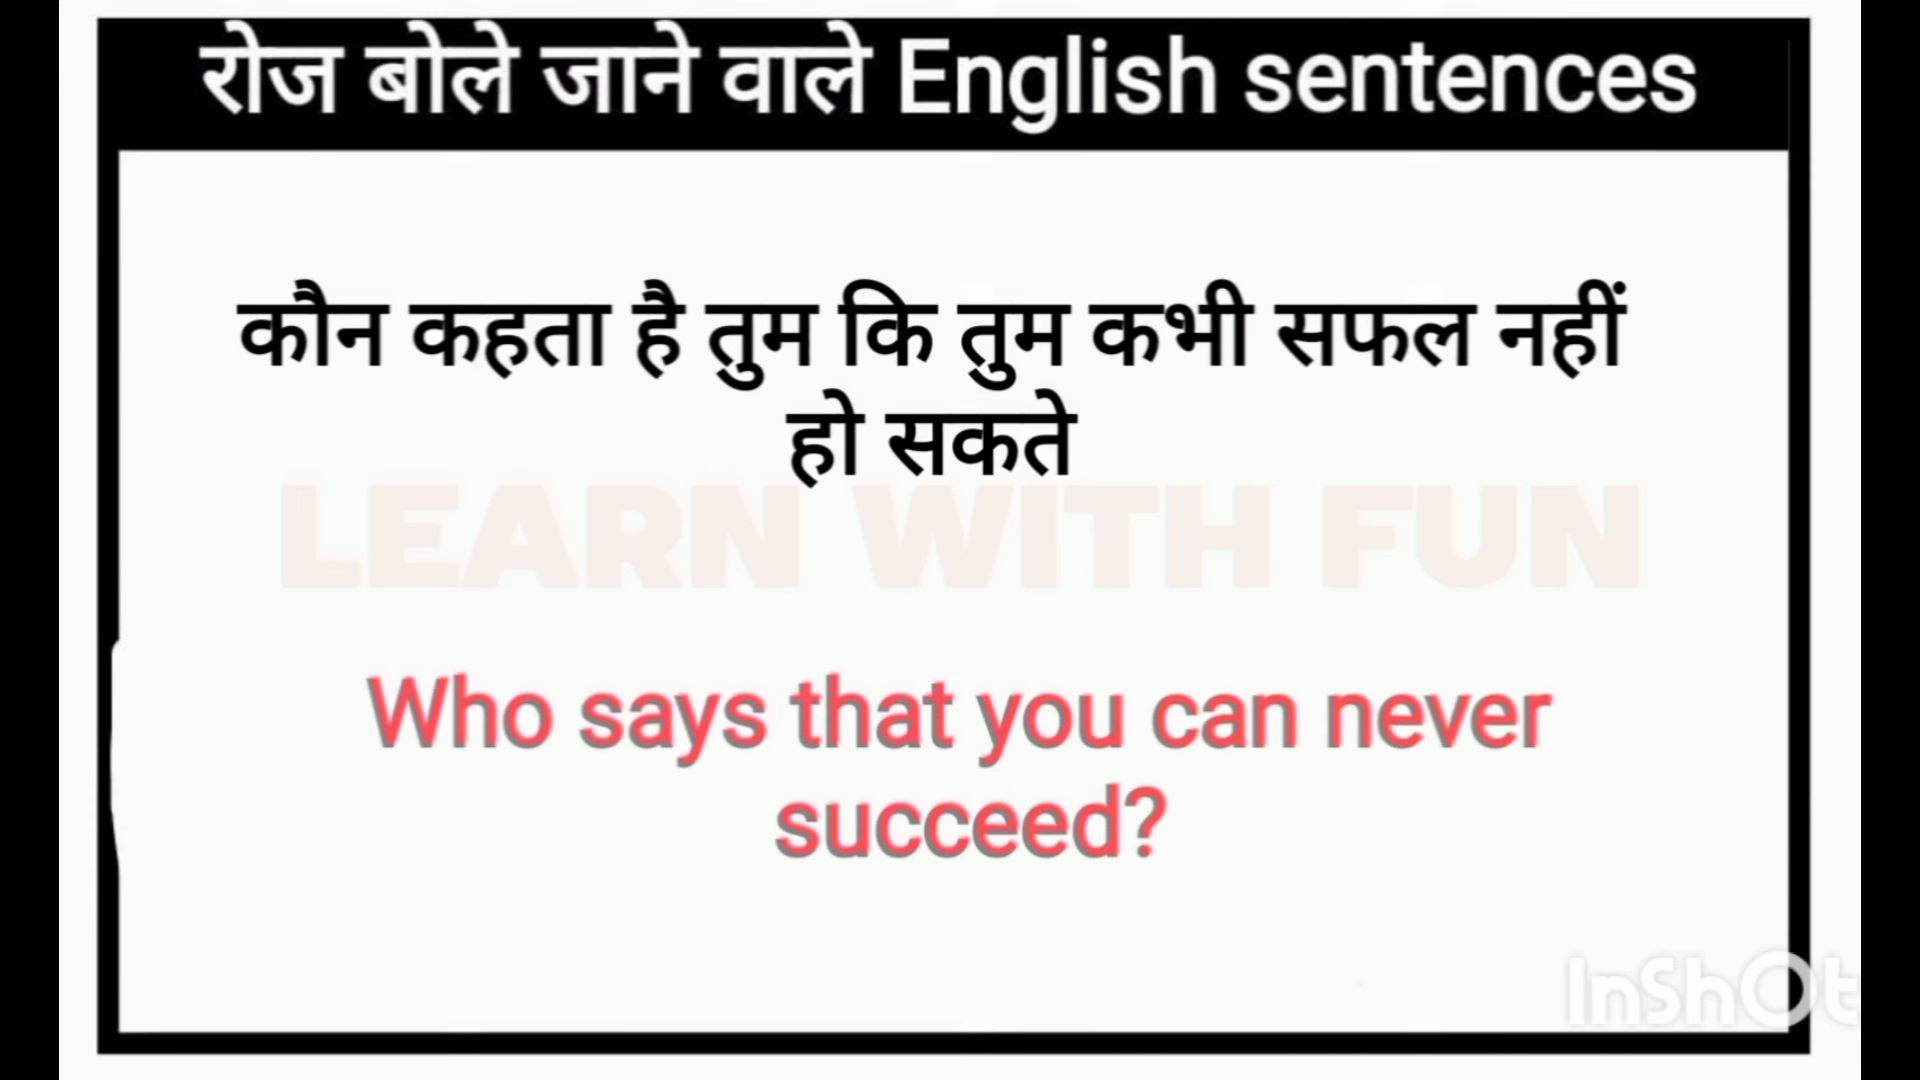 रोज बोले जाने वाले English sentences
कौन कहता है तुम कि तुम कभी सफल नहीं
हो सकते
LEARN WITH FUN
Who says that you can never
succeed?
InShOt